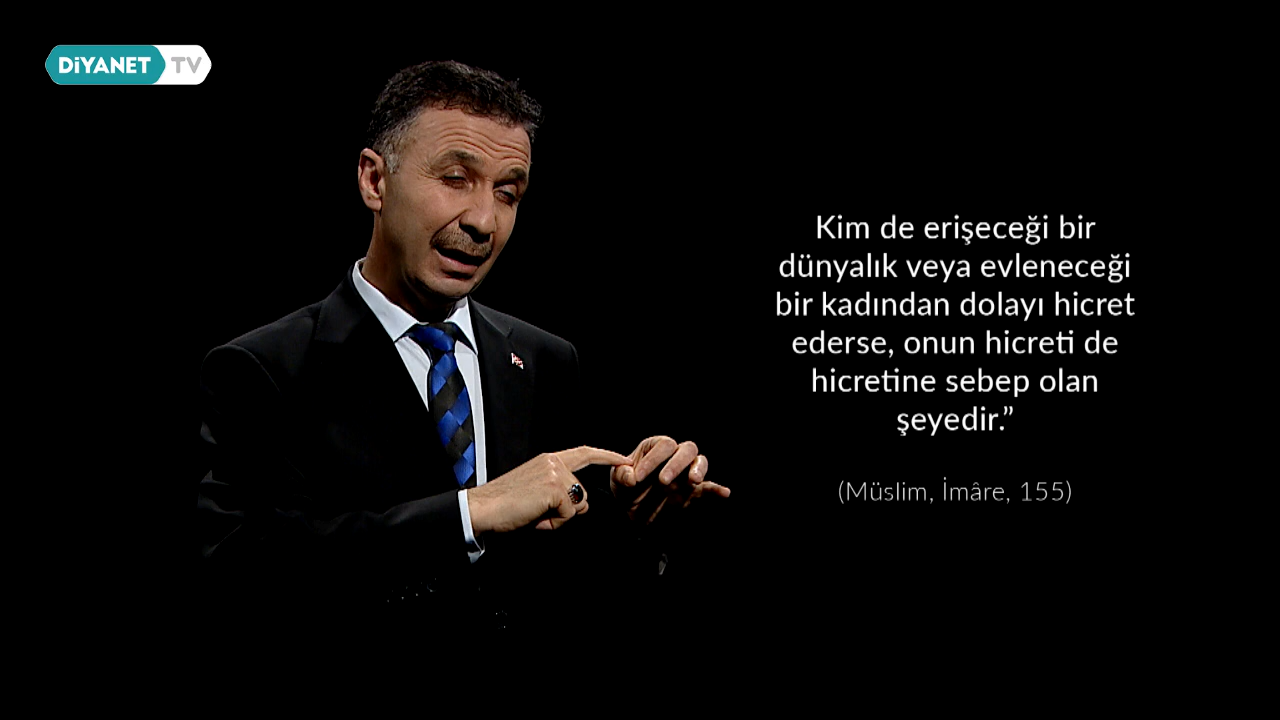 DİYANET TV
Kim de erişeceği bir
dünyalık veya evleneceği
bir kadından dolayı hicret
ederse, onun hicreti de
hicretine sebep olan
şeyedir.”
(Müslim, İmâre, 155)